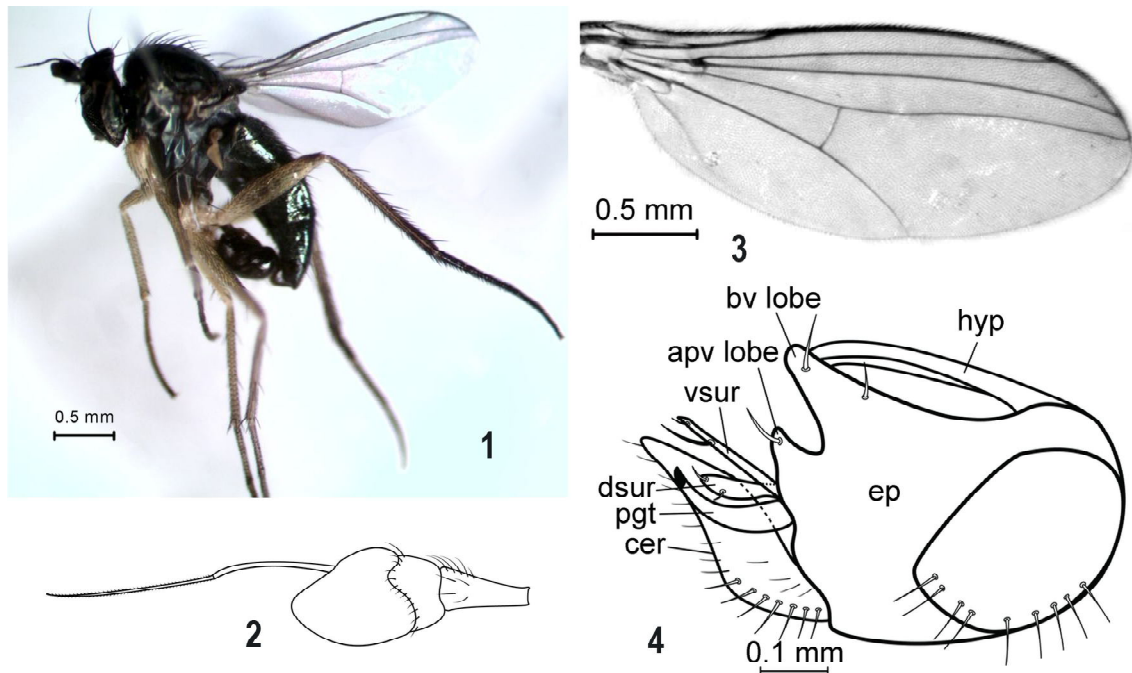 0.5 mm
1
2
0.5 mm
3
bv lobe
hyp
apv lobe
vsur
dsur
ep
pgt
cer
4
0.1 mm